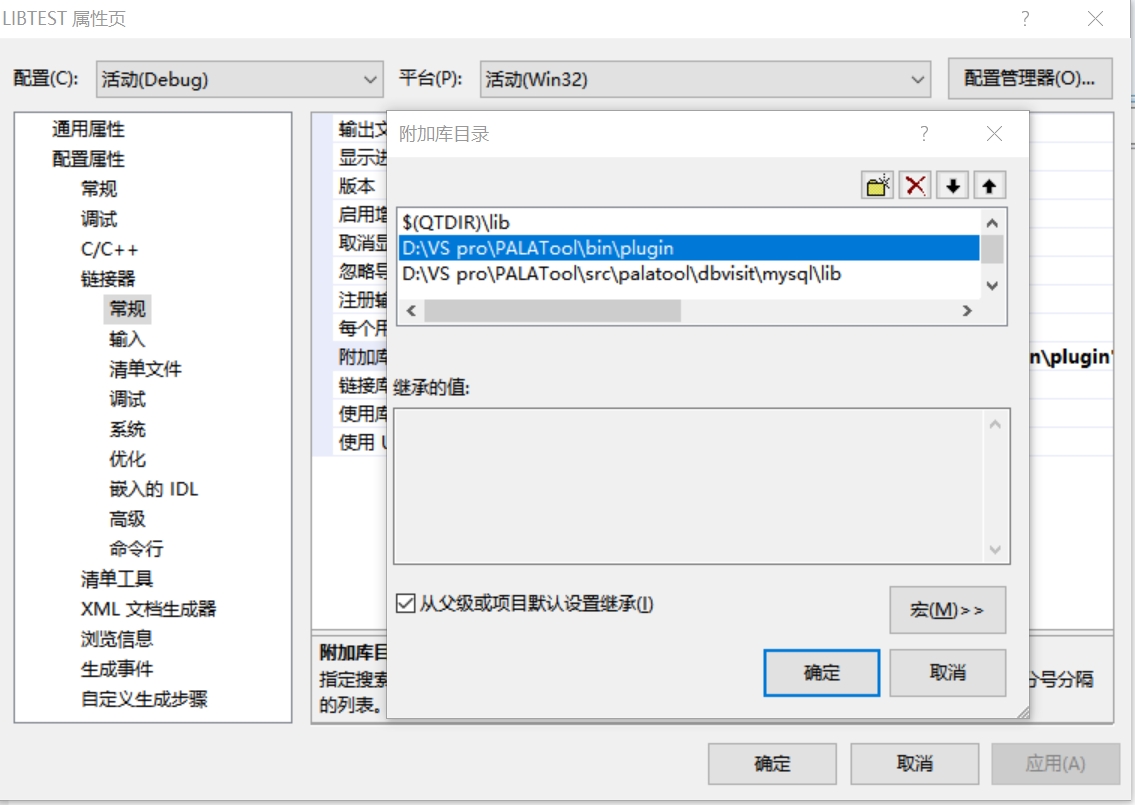 LIBTEST 属性页
配置(C):
活动(Debug)
平台(P):
活动(Win32)
配置管理器(O)...
通用属性
配置属性
常规
调试
C/C++
链接器
常规
输入
清单文件
调试
系统
优化
嵌入的 IDL
高级
命令行
清单工具
XML 文档生成器
浏览信息
生成事件
自定义生成步骤
输出文
显示进
版本
启用增
取消显
忽略导
注册输
每个用
附加库
n\plugin"
链接库
使用库
使用 U
附加库目录
$(QTDIR)\lib
D:\VS pro\PALATool\bin\plugin
D:\VS pro\PALATool\src\palatool\dbvisit\mysql\lib
继承的值:
从父级或项目默认设置继承(I)
宏(M)>>
确定
取消
附加库目
指定搜索
分号分隔
的列表。
确定
取消
应用(A)